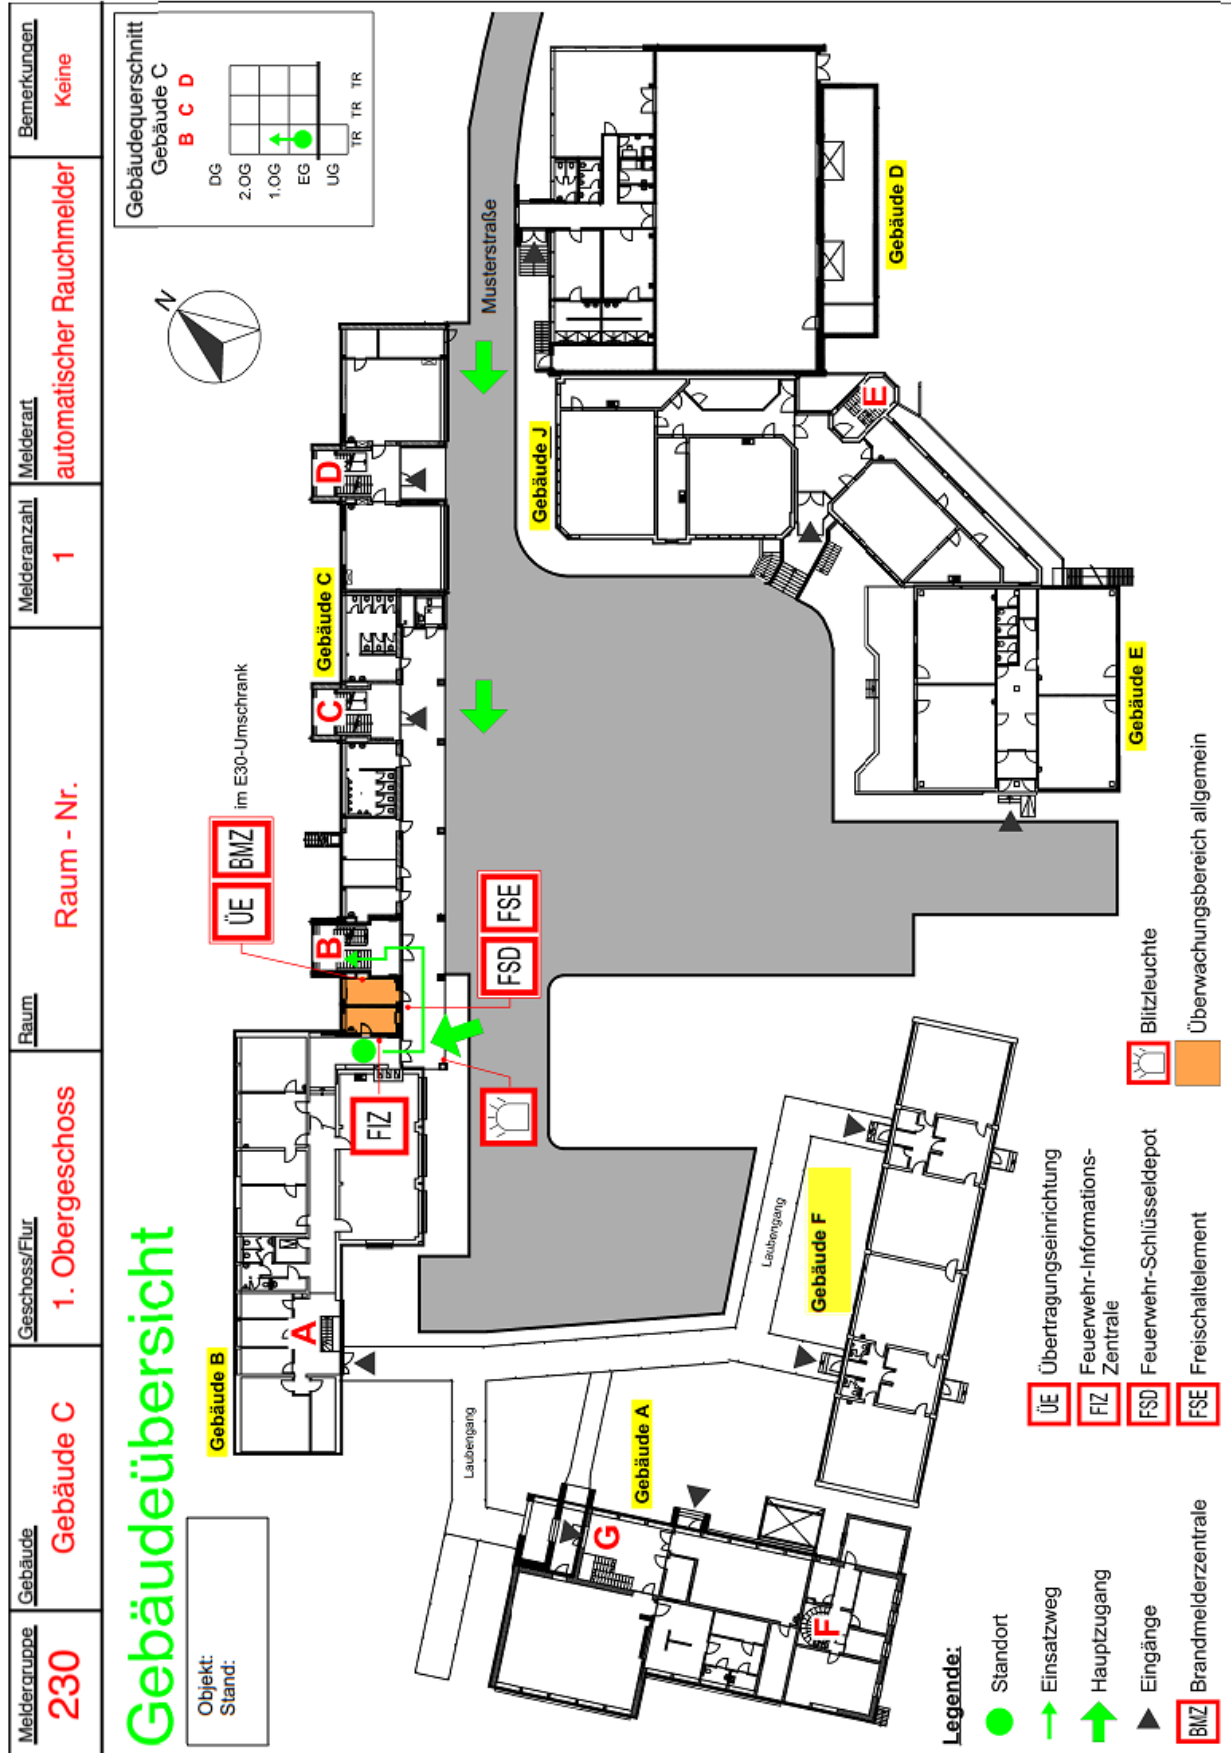 Meldergruppe
230
Gebäude
Gebäude C
Geschoss/Flur
1. Obergeschoss
Raum
Raum - Nr.
Melderanzahl
1
Melderart
automatischer Rauchmelder
Bemerkungen
Keine
Gebäudeübersicht
Objekt:
Stand:
Gebäudequerschnitt
Gebäude C
B C D
DG
2.OG
1.OG
EG
UG
TR TR TR
N
Gebäude B
A
ÜE
BMZ
im E30-Umschrank
B
C
Gebäude C
D
FIZ
FSD
FSE
Musterstraße
Gebäude J
Gebäude D
E
Gebäude E
Laubengang
Laubengang
Gebäude A
G
F
Gebäude F
Legende:
Standort
Einsatzweg
Hauptzugang
Eingänge
BMZ Brandmelderzentrale
ÜE Übertragungseinrichtung
FIZ Feuerwehr-Informations-
Zentrale
FSD Feuerwehr-Schlüsseldepot
FSE Freischaltelement
Blitzleuchte
Überwachungsbereich allgemein